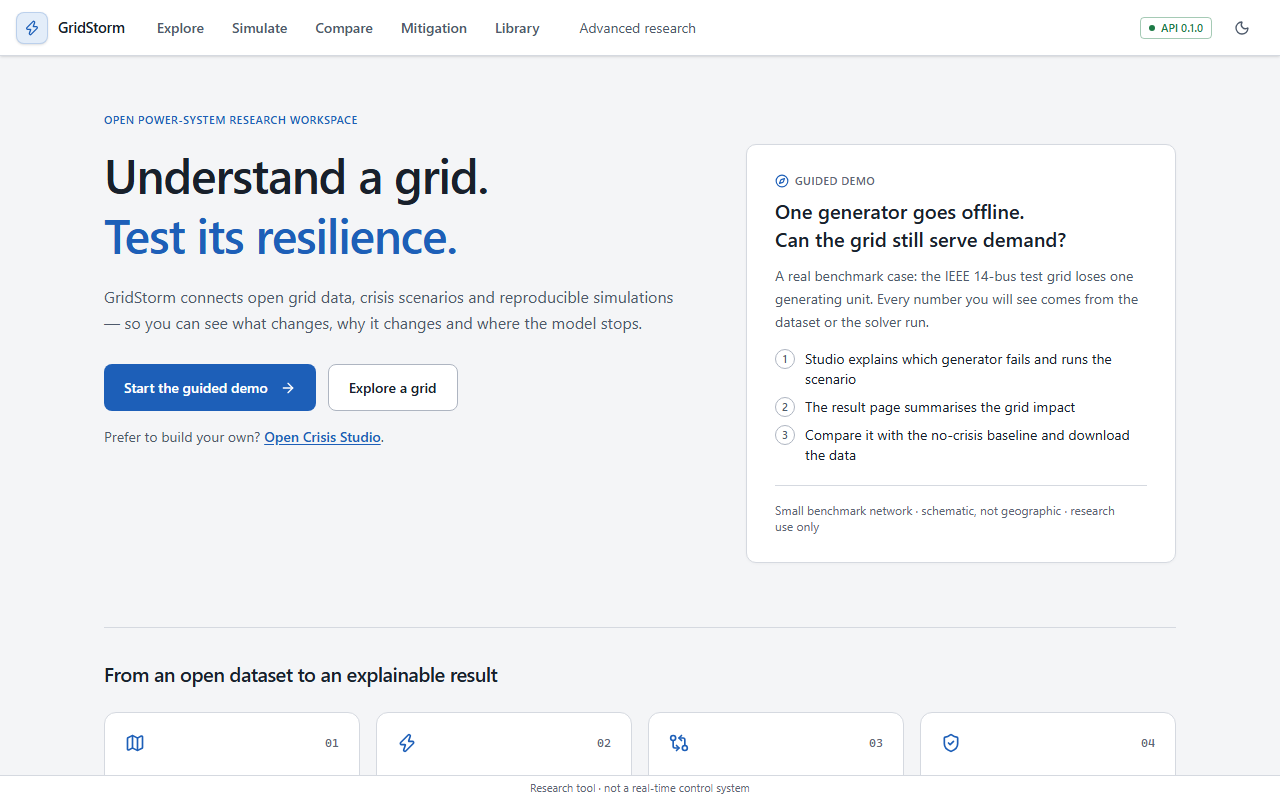 GridStorm
Explore
Simulate
Compare
Mitigation
Library
Advanced research
API 0.1.0
OPEN POWER-SYSTEM RESEARCH WORKSPACE
Understand a grid.
Test its resilience.
GridStorm connects open grid data, crisis scenarios and reproducible simulations
— so you can see what changes, why it changes and where the model stops.
Start the guided demo
Explore a grid
Prefer to build your own? Open Crisis Studio.
GUIDED DEMO
One generator goes offline.
Can the grid still serve demand?
A real benchmark case: the IEEE 14-bus test grid loses one
generating unit. Every number you will see comes from the
dataset or the solver run.
1 Studio explains which generator fails and runs the
scenario
2 The result page summarises the grid impact
3 Compare it with the no-crisis baseline and download
the data
Small benchmark network · schematic, not geographic · research
use only
From an open dataset to an explainable result
01
02
03
04
Research tool · not a real-time control system